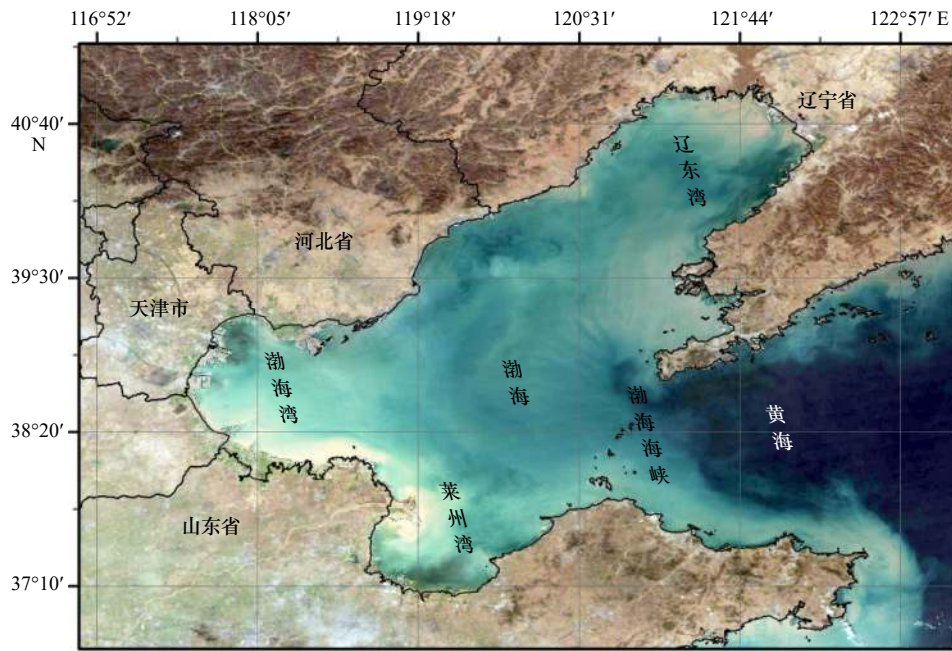 116°52′ 118°05′ 119°18′ 120°31′ 121°44′ 122°57′ E
40°40′
N
39°30′
38°20′
37°10′
辽宁省
辽东湾
河北省
天津市
渤海湾
渤海
渤海海峡
黄海
莱州湾
山东省